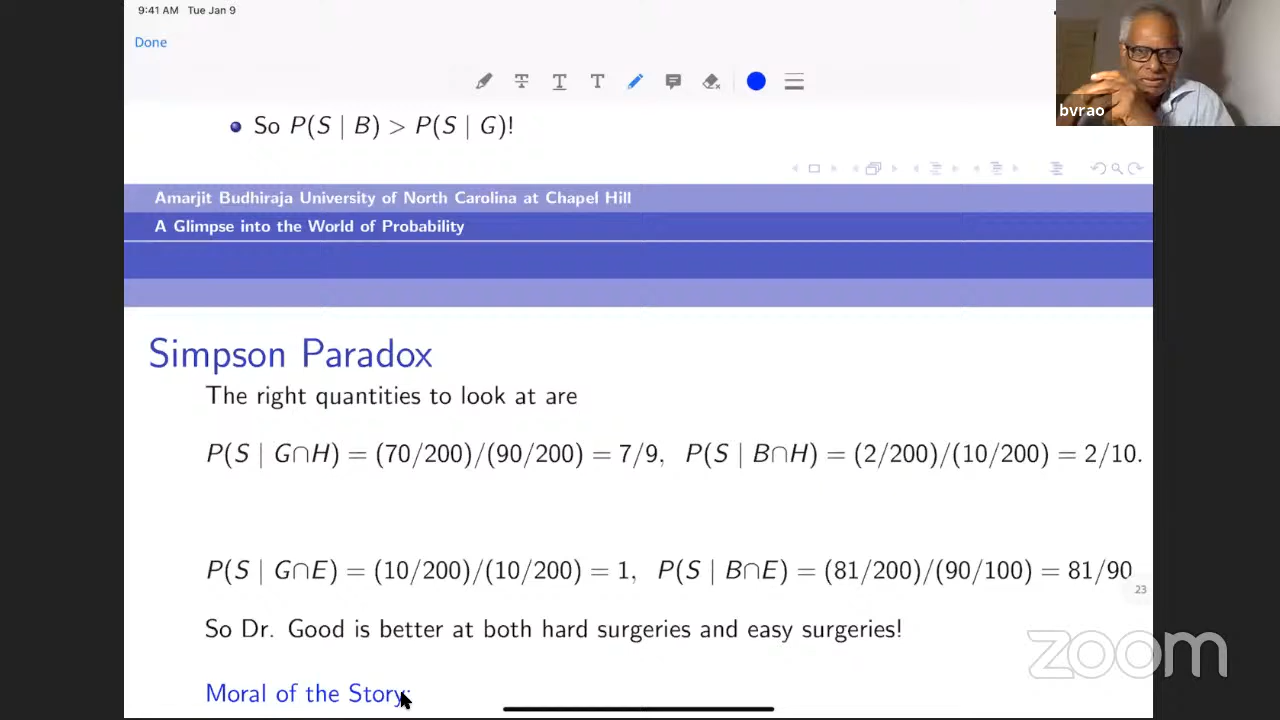 9:41 AM Tue Jan 9
Done
bvrao
So P(S | B) > P(S | G)!
Amarjit Budhiraja University of North Carolina at Chapel Hill
A Glimpse into the World of Probability
Simpson Paradox
The right quantities to look at are
P(S | G∩H) = (70/200)/(90/200) = 7/9, P(S | B∩H) = (2/200)/(10/200) = 2/10.
P(S | G∩E) = (10/200)/(10/200) = 1, P(S | B∩E) = (81/200)/(90/100) = 81/90
23
So Dr. Good is better at both hard surgeries and easy surgeries!
zoom
Moral of the Story: